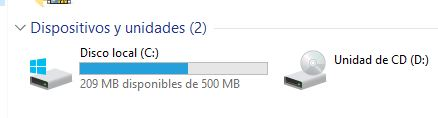 Dispositivos y unidades (2)
Disco local (C:)
209 MB disponibles de 500 MB
Unidad de CD (D:)